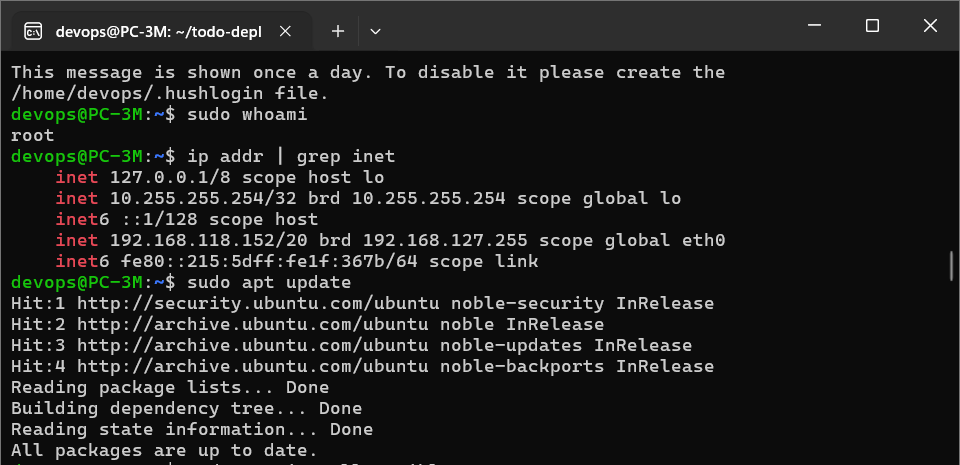 devops@PC-3M: ~/todo-depl
This message is shown once a day. To disable it please create the
/home/devops/.hushlogin file.
devops@PC-3M:~$ sudo whoami
root
devops@PC-3M:~$ ip addr | grep inet
    inet 127.0.0.1/8 scope host lo
    inet 10.255.255.254/32 brd 10.255.255.254 scope global lo
    inet6 ::1/128 scope host
    inet 192.168.118.152/20 brd 192.168.127.255 scope global eth0
    inet6 fe80::215:5dff:fe1f:367b/64 scope link
devops@PC-3M:~$ sudo apt update
Hit:1 http://security.ubuntu.com/ubuntu noble-security InRelease
Hit:2 http://archive.ubuntu.com/ubuntu noble InRelease
Hit:3 http://archive.ubuntu.com/ubuntu noble-updates InRelease
Hit:4 http://archive.ubuntu.com/ubuntu noble-backports InRelease
Reading package lists... Done
Building dependency tree... Done
Reading state information... Done
All packages are up to date.